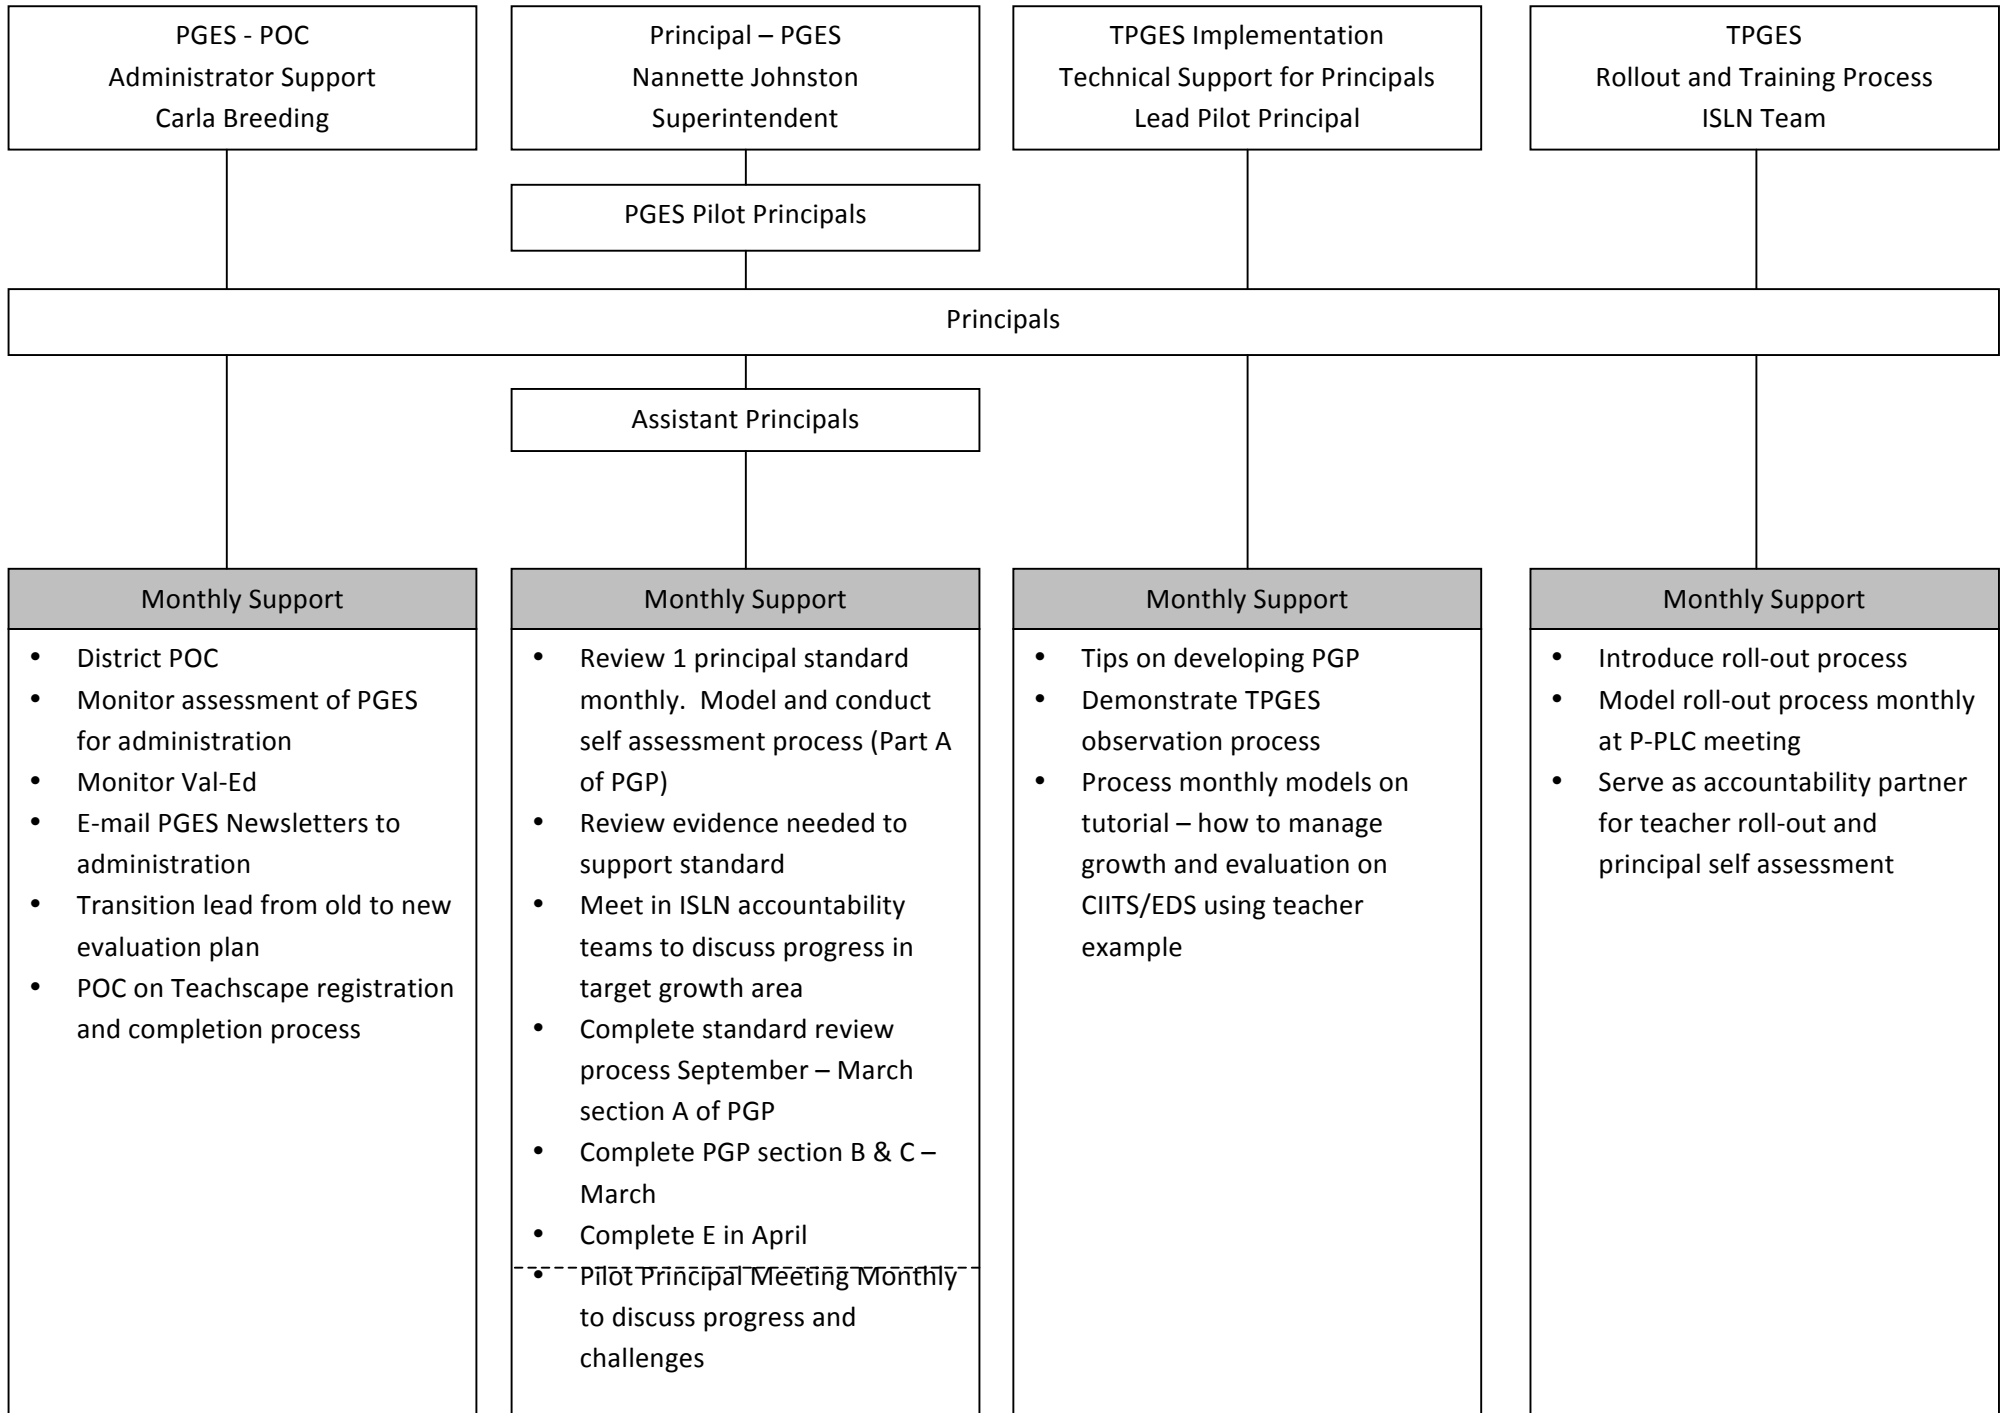 PGES - POC
Administrator Support
Carla Breeding
Principal – PGES
Nannette Johnston
Superintendent
TPGES Implementation
Technical Support for Principals
Lead Pilot Principal
TPGES
Rollout and Training Process
ISLN Team
PGES Pilot Principals
Principals
Assistant Principals
Monthly Support
• District POC
• Monitor assessment of PGES
for administration
• Monitor Val-Ed
• E-mail PGES Newsletters to
administration
• Transition lead from old to new
evaluation plan
• POC on Teachscape registration
and completion process
Monthly Support
• Review 1 principal standard
monthly.  Model and conduct
self assessment process (Part A
of PGP)
• Review evidence needed to
support standard
• Meet in ISLN accountability
teams to discuss progress in
target growth area
• Complete standard review
process September – March
section A of PGP
• Complete PGP section B & C –
March
• Complete E in April
• Pilot Principal Meeting Monthly
to discuss progress and
challenges
Monthly Support
• Tips on developing PGP
• Demonstrate TPGES
observation process
• Process monthly models on
tutorial – how to manage
growth and evaluation on
CIITS/EDS using teacher
example
Monthly Support
• Introduce roll-out process
• Model roll-out process monthly
at P-PLC meeting
• Serve as accountability partner
for teacher roll-out and
principal self assessment